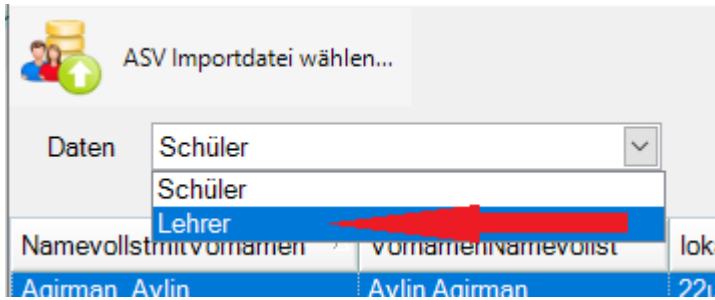 ASV Importdatei wählen...
Daten Schüler
Schüler
Lehrer
NamevollstmitVornamen VornamenNamevollst
Agirman Aylin Aylin Agirman